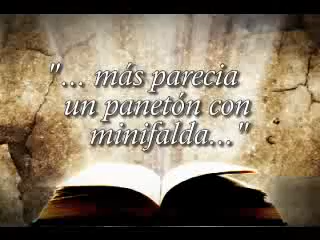 "... más parecia
un panetón con
minifalda..."